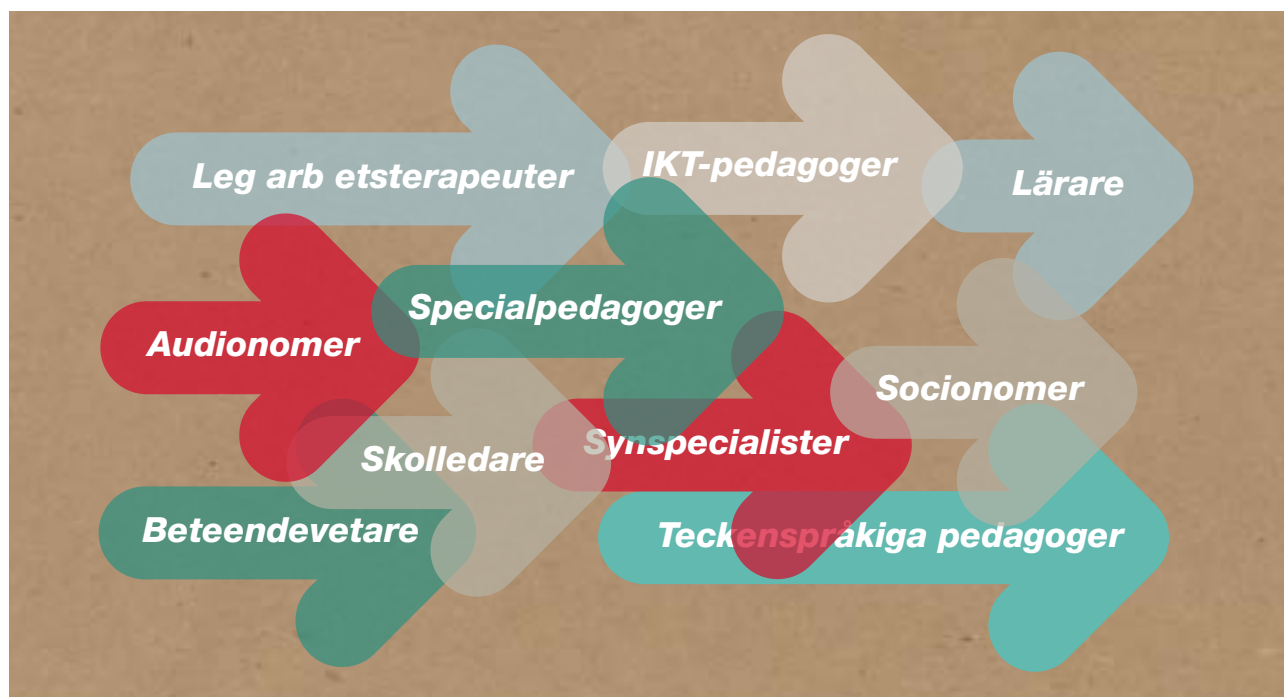 Leg arb etsterapeuter
IKT-pedagoger
Lärare
Specialpedagoger
Audionomer
Socionomer
Synspecialister
Skolledare
Beteendevetare
Teckenspråkiga pedagoger